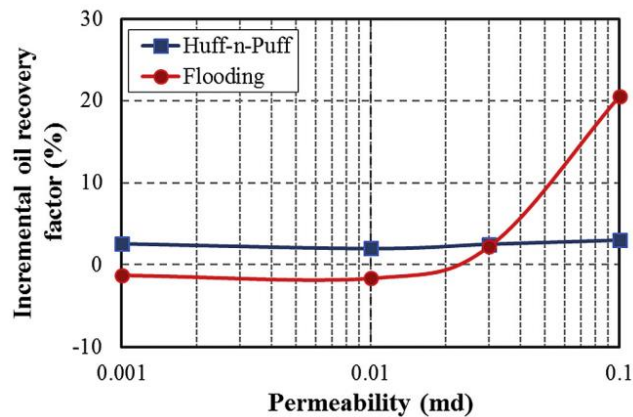 Incremental oil recovery
factor (%)
30
20
10
0
-10
Huff-n-Puff
Flooding
0.001
0.01
0.1
Permeability (md)